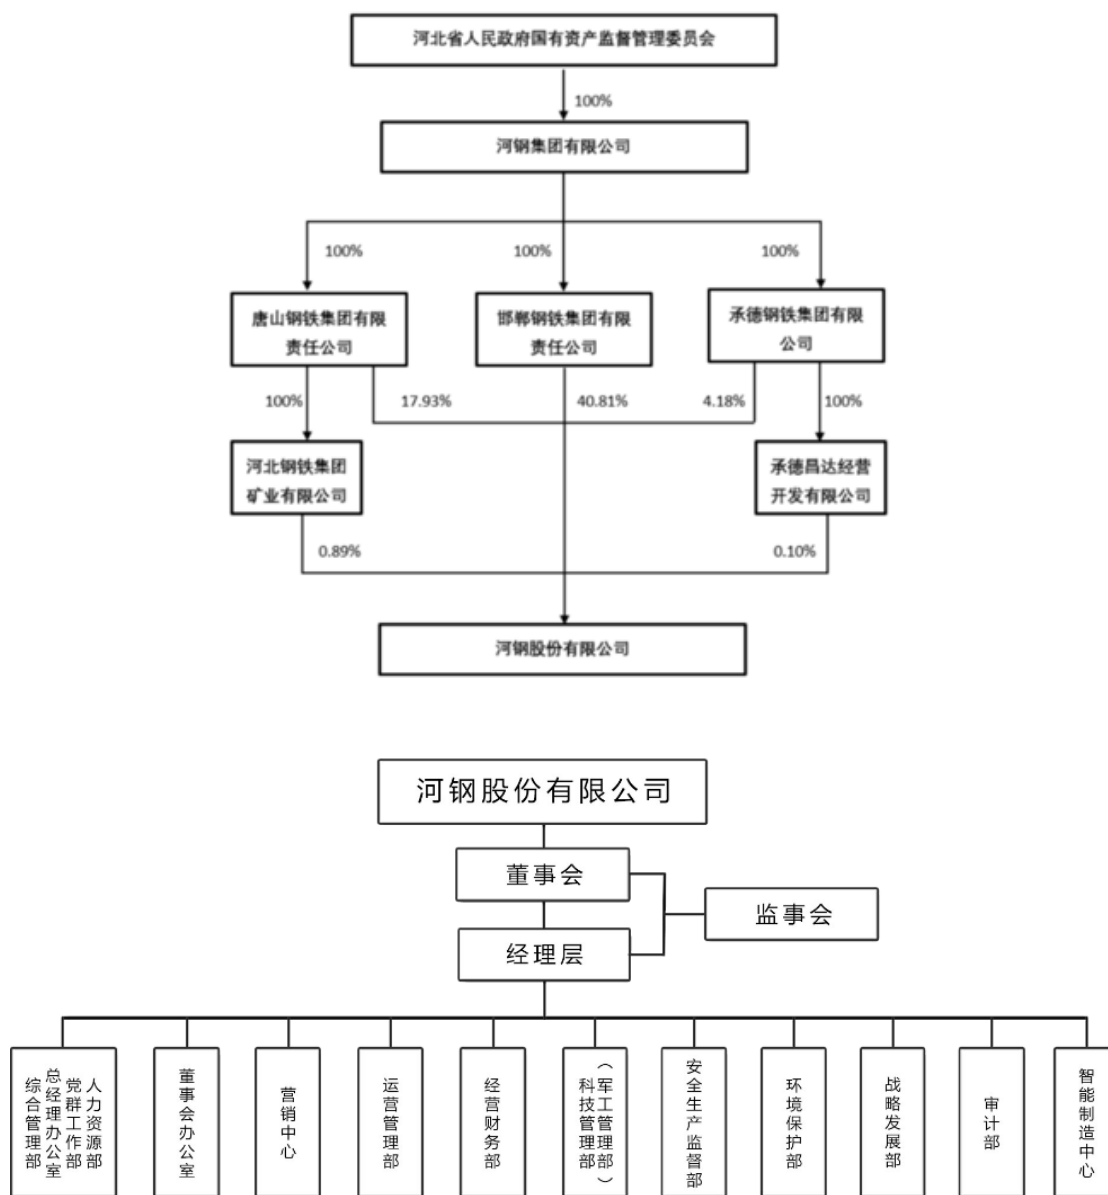 河北省人民政府国有资产监督管理委员会
100%
河钢集团有限公司
100%
100%
100%
唐山钢铁集团有限
责任公司
邯郸钢铁集团有限
责任公司
承德钢铁集团有限
公司
100%
17.93%
40.81%
4.18%
100%
河北钢铁集团
矿业有限公司
承德昌达经营
开发有限公司
0.89%
0.10%
河钢股份有限公司
河钢股份有限公司
董事会
监事会
经理层
人力资源部
党群工作部
总经理办公室
综合管理部
董事会办公室
营销中心
运营管理部
经营财务部
（军工管理部）
科技管理部
安全生产监督部
环境保护部
战略发展部
审计部
智能制造中心